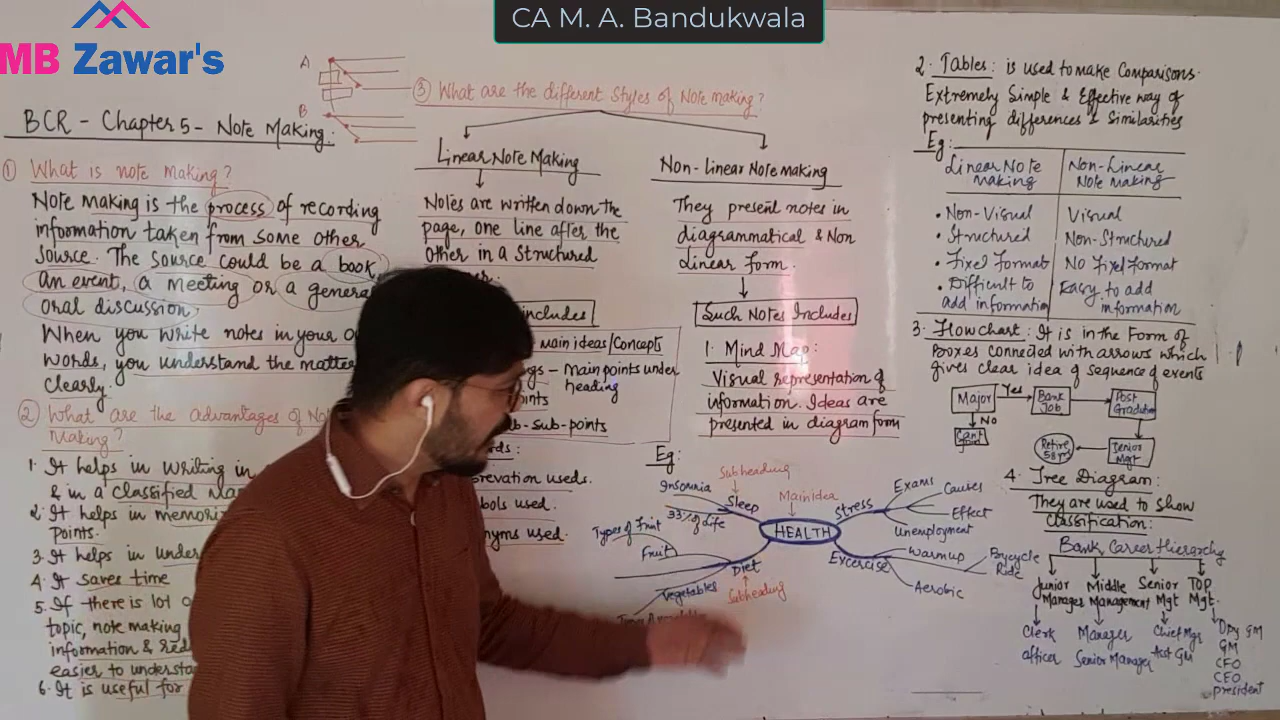 CA M. A. Bandukwala
MB Zawar's
A
B
BCR - Chapter 5 - Note Making:
① What is note making?
Note making is the process of recording
information taken from some other
source. The source could be a book,
an event, a meeting or a general
oral discussion.
When you write notes in your
words, you understand the matter
clearly.
② What are the advantages of
Making?
1. It helps in writing in
& in a classified
2. It helps in
points.
3. It helps in
4. It saves time
5. If there is lot
topic, note making
information &
easier to
6. It is useful for
③ What are the different styles of Note making?
Linear Note Making
Notes are written down the
page, one line after the
other in a Structured
includes
main ideas/Concepts
– Main points under
heading
sub-points
used.
used.
used.
Non-Linear Note making
They present notes in
diagrammatical & Non
Linear form.
Such Notes Includes
1. Mind Map:
Visual representation of
information. Ideas are
presented in diagram form
Eg:
Subheading
Insomnia
Sleep
33% of life
Main idea
HEALTH
Stress
Exams
Causes
Effect
Unemployment
Types of Fruit
Fruit
Diet
Vegetables
Subheading
Excercise
Warmup
Bycycle
Ride
Aerobic
2. Tables: is used to make Comparisons.
Extremely Simple & Effective way of
presenting differences & Similarities
Eg:
Linear Note making
Non-Linear Note making
• Non-Visual Visual
• Structured Non-Structured
• Fixed Format No Fixed Format
• Difficult to Easy to add
add information information
3. Flowchart: It is in the Form of
Boxes connected with arrows which
gives clear idea of sequence of events
Major
Yes
Bank
Job
Post
No
Retire
58 yrs
Senior
Mgt
4. Tree Diagram:
They are used to show
Classification:
Bank Career Hierarchy
Junior Middle Senior Top
Manager Management Mgt Mgt.
Clerk Manager Chief Mgr Dpy GM
officer Senior Manager Asst GM GM
CFO
CEO
president